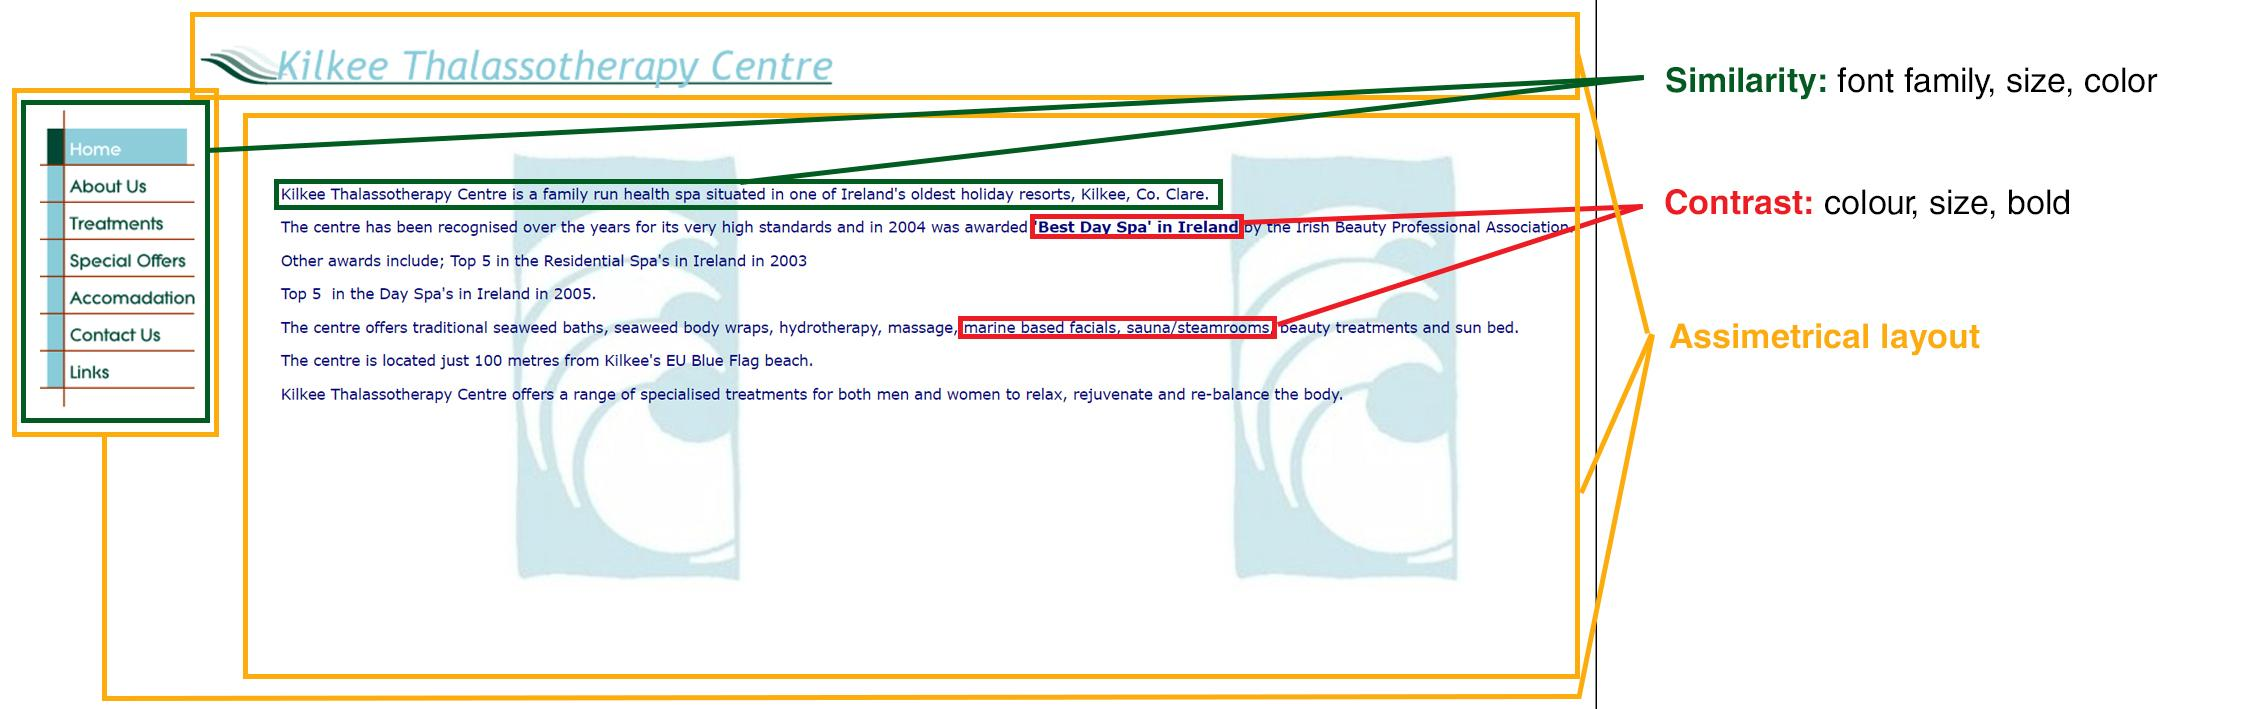 Kilkee Thalassotherapy Centre
Home
About Us
Treatments
Special Offers
Accomadation
Contact Us
Links
Kilkee Thalassotherapy Centre is a family run health spa situated in one of Ireland's oldest holiday resorts, Kilkee, Co. Clare.
The centre has been recognised over the years for its very high standards and in 2004 was awarded 'Best Day Spa' in Ireland by the Irish Beauty Professional Association.
Other awards include; Top 5 in the Residential Spa's in Ireland in 2003
Top 5 in the Day Spa's in Ireland in 2005.
The centre offers traditional seaweed baths, seaweed body wraps, hydrotherapy, massage, marine based facials, sauna/steamrooms, beauty treatments and sun bed.
The centre is located just 100 metres from Kilkee's EU Blue Flag beach.
Kilkee Thalassotherapy Centre offers a range of specialised treatments for both men and women to relax, rejuvenate and re-balance the body.
Similarity: font family, size, color
Contrast: colour, size, bold
Assimetrical layout